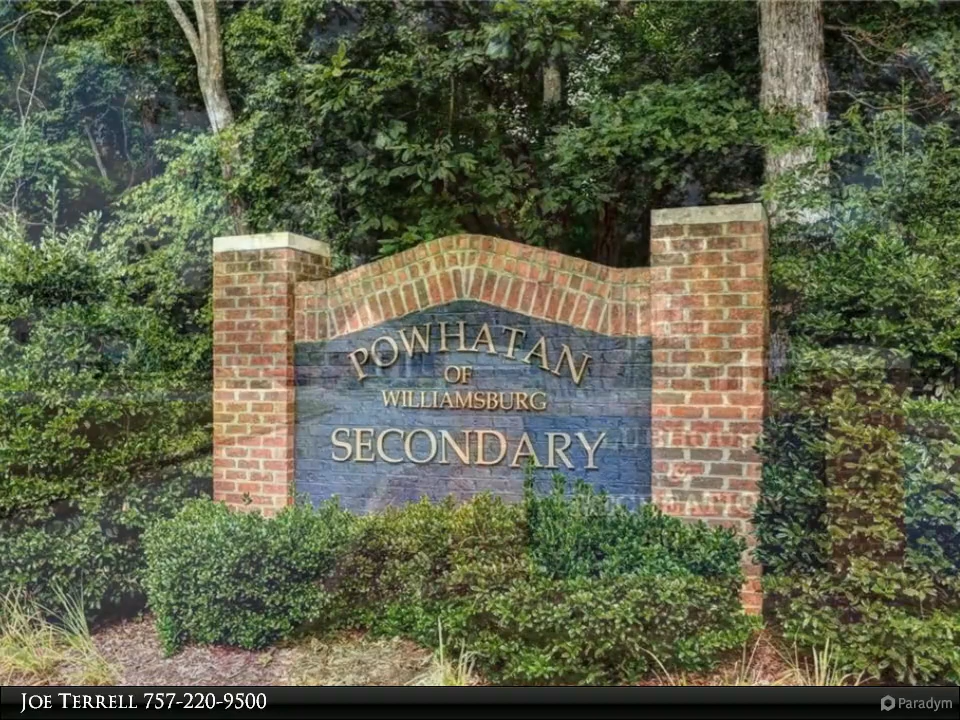 POWHATAN
OF
WILLIAMSBURG
SECONDARY
JOE TERRELL 757-220-9500
Paradym